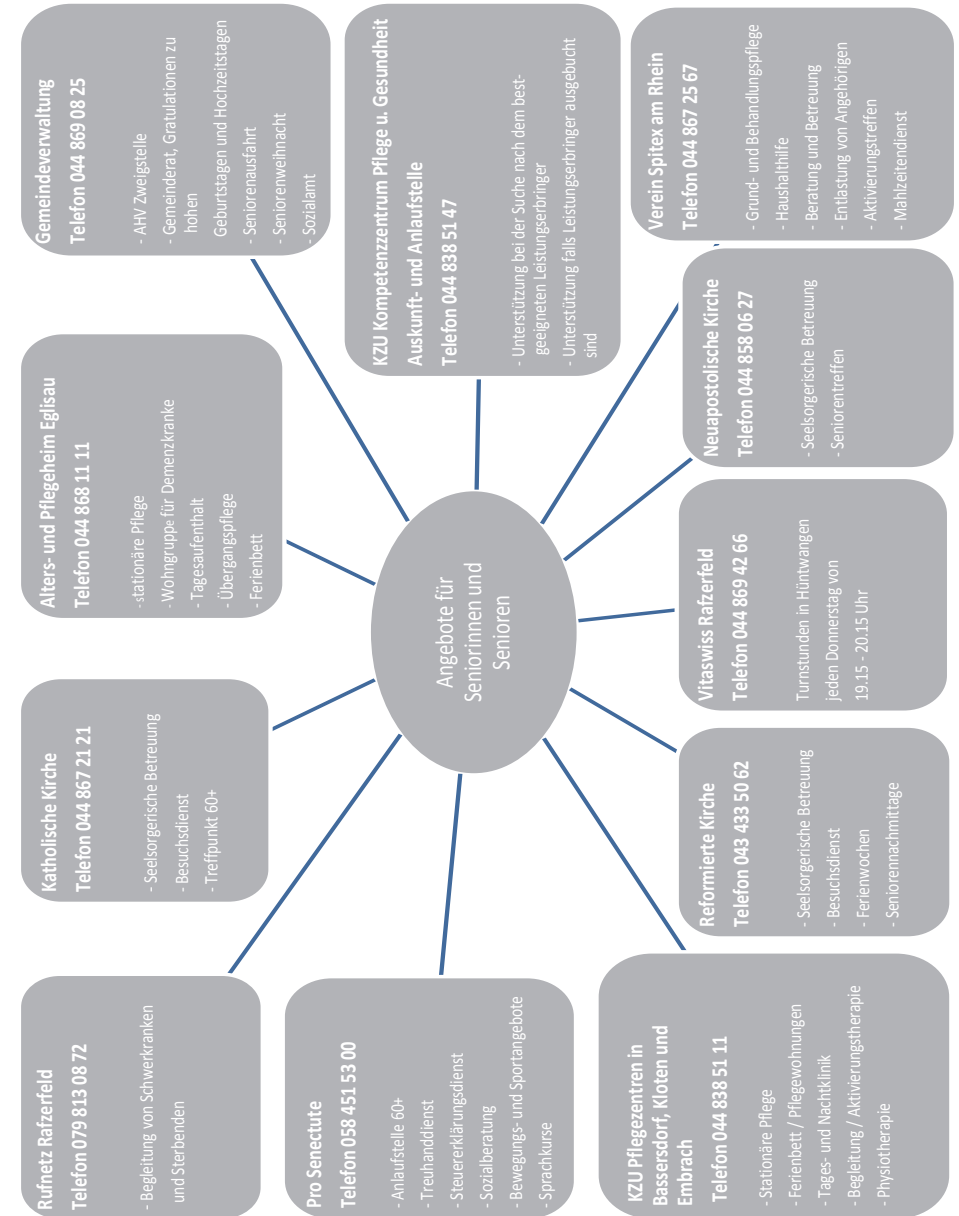 Rufnetz Rafzerfeld
Telefon 079 813 08 72
- Begleitung von Schwerkranken
und Sterbenden
Katholische Kirche
Telefon 044 867 21 21
- Seelsorgerische Betreuung
- Besuchsdienst
- Treffpunkt 60+
Alters- und Pflegeheim Eglisau
Telefon 044 868 11 11
- stationäre Pflege
- Wohngruppe für Demenzkranke
- Tagesaufenthalt
- Übergangspflege
- Ferienbett
Gemeindeverwaltung
Telefon 044 869 08 25
- AHV Zweigstelle
- Gemeinderat, Gratulationen zu
hohen
Geburtstagen und Hochzeitstagen
- Seniorenausfahrt
- Seniorenweihnacht
- Sozialamt
Pro Senectute
Telefon 058 451 53 00
- Anlaufstelle 60+
- Treuhanddienst
- Steuererklärungsdienst
- Sozialberatung
- Bewegungs- und Sportangebote
- Sprachkurse
Angebote für
Seniorinnen und
Senioren
KZU Kompetenzzentrum Pflege u. Gesundheit
Auskunft- und Anlaufstelle
Telefon 044 838 51 47
- Unterstützung bei der Suche nach dem best-
geeigneten Leistungserbringer
- Unterstützung falls Leistungserbringer ausgebucht
sind
KZU Pflegezentren in
Bassersdorf, Kloten und
Embrach
Telefon 044 838 51 11
- Stationäre Pflege
- Ferienbett / Pflegewohnungen
- Tages- und Nachtklinik
- Begleitung / Aktivierungstherapie
- Physiotherapie
Reformierte Kirche
Telefon 043 433 50 62
- Seelsorgerische Betreuung
- Besuchsdienst
- Ferienwochen
- Seniorennachmittage
Vitaswiss Rafzerfeld
Telefon 044 869 42 66
Turnstunden in Hüntwangen
jeden Donnerstag von
19.15 - 20.15 Uhr
Neuapostolische Kirche
Telefon 044 858 06 27
- Seelsorgerische Betreuung
- Seniorentreffen
Verein Spitex am Rhein
Telefon 044 867 25 67
- Grund- und Behandlungspflege
- Haushalthilfe
- Beratung und Betreuung
- Entlastung von Angehörigen
- Aktivierungstreffen
- Mahlzeitendienst